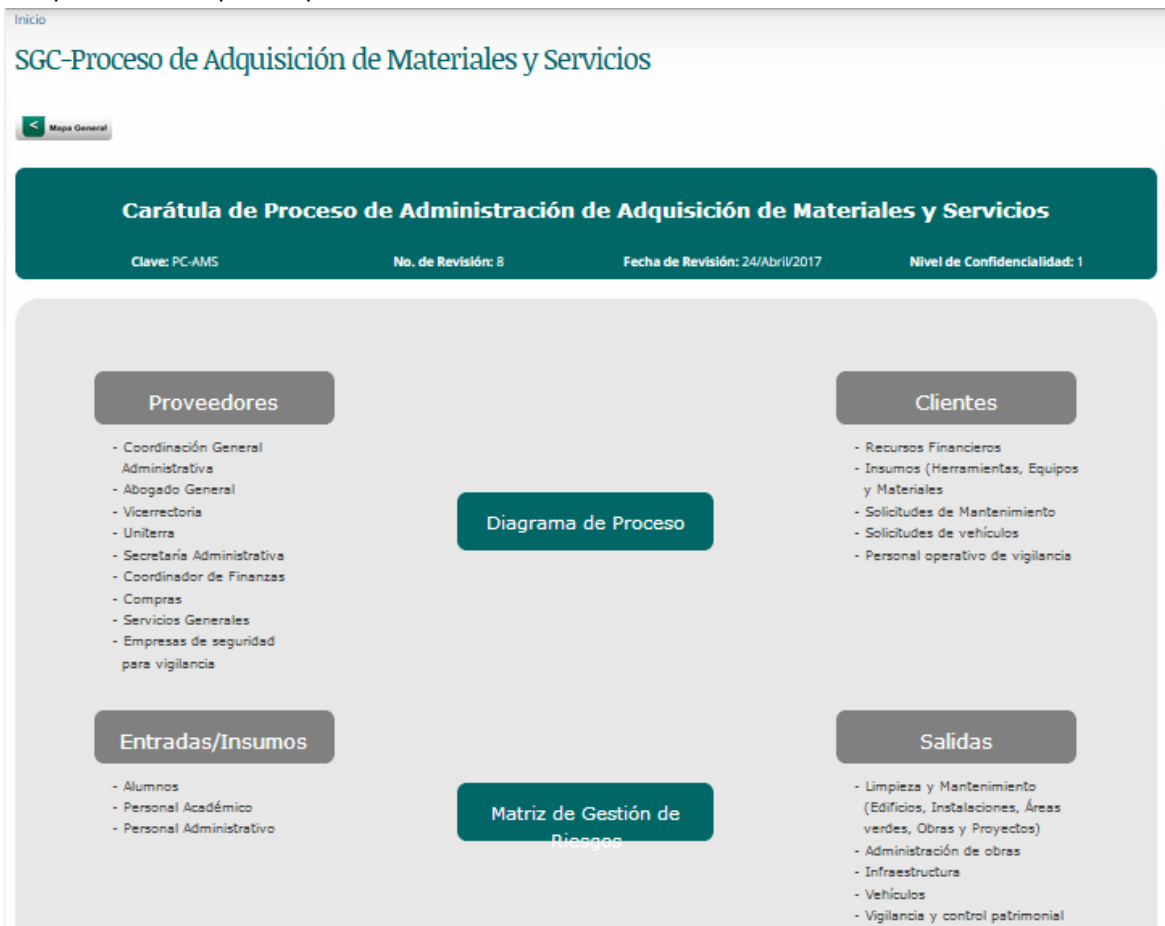 Inicio
SGC-Proceso de Adquisición de Materiales y Servicios
< Mapa General
Carátula de Proceso de Administración de Adquisición de Materiales y Servicios
Clave: PC-AMS No. de Revisión: 8 Fecha de Revisión: 24/Abril/2017 Nivel de Confidencialidad: 1
Proveedores
- Coordinación General
Administrativa
- Abogado General
- Vicerrectoria
- Uniterra
- Secretaría Administrativa
- Coordinador de Finanzas
- Compras
- Servicios Generales
- Empresas de seguridad
para vigilancia
Diagrama de Proceso
Clientes
- Recursos Financieros
- Insumos (Herramientas, Equipos
y Materiales
- Solicitudes de Mantenimiento
- Solicitudes de vehículos
- Personal operativo de vigilancia
Entradas/Insumos
- Alumnos
- Personal Académico
- Personal Administrativo
Matriz de Gestión de
Riesgos
Salidas
- Limpieza y Mantenimiento
(Edificios, Instalaciones, Áreas
verdes, Obras y Proyectos)
- Administración de obras
- Infraestructura
- Vehículos
- Vigilancia y control patrimonial